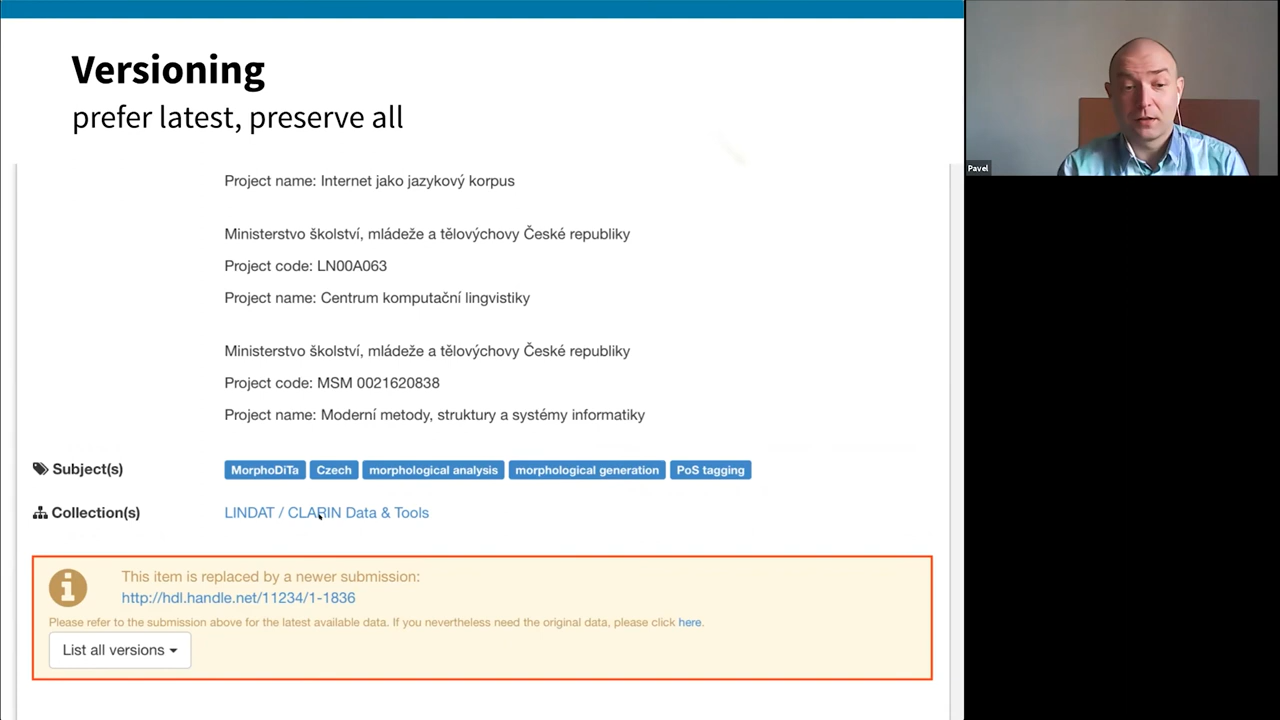 Versioning
prefer latest, preserve all
Project name: Internet jako jazykový korpus
Ministerstvo školství, mládeže a tělovýchovy České republiky
Project code: LN00A063
Project name: Centrum komputační lingvistiky
Ministerstvo školství, mládeže a tělovýchovy České republiky
Project code: MSM 0021620838
Project name: Moderní metody, struktury a systémy informatiky
Subject(s) MorphoDiTa Czech morphological analysis morphological generation PoS tagging
Collection(s) LINDAT / CLARIN Data & Tools
This item is replaced by a newer submission:
http://hdl.handle.net/11234/1-1836
Please refer to the submission above for the latest available data. If you nevertheless need the original data, please click here.
List all versions
Pavel